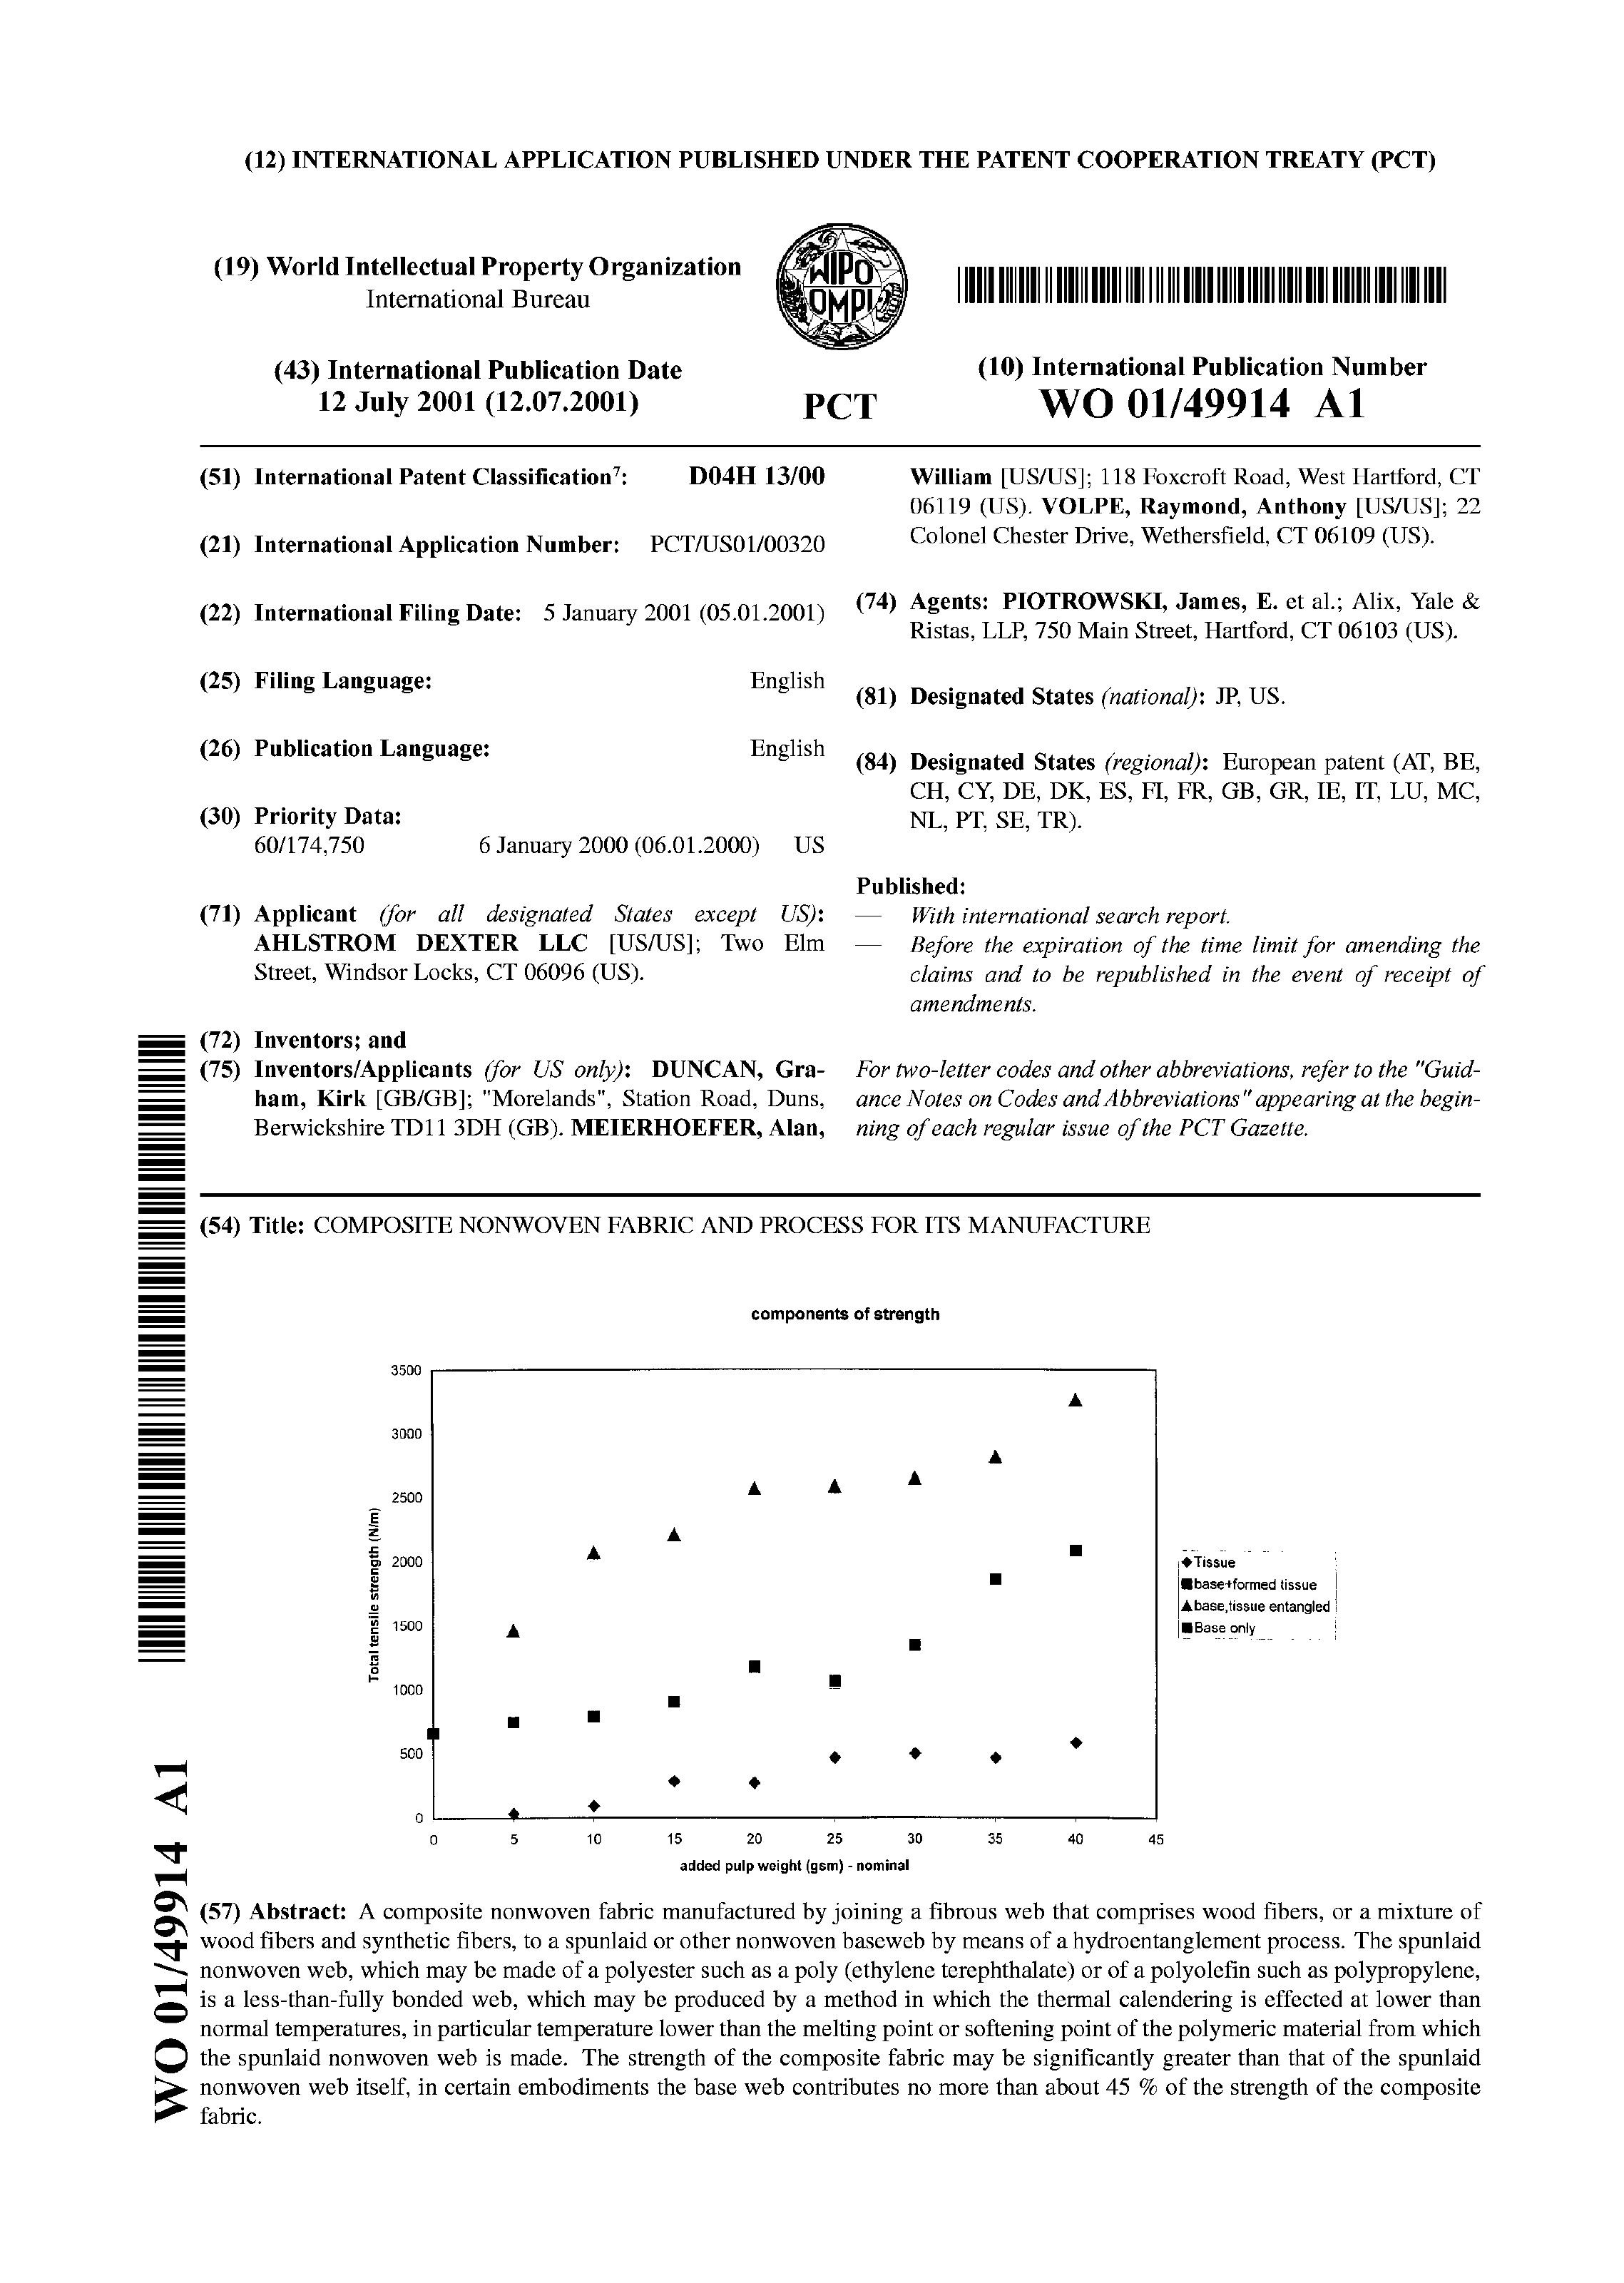 (12) INTERNATIONAL APPLICATION PUBLISHED UNDER THE PATENT COOPERATION TREATY (PCT)
(19) World Intellectual Property Organization
International Bureau
WIPO
OMPI
(43) International Publication Date
12 July 2001 (12.07.2001)
PCT
(10) International Publication Number
WO 01/49914 A1
(51) International Patent Classification7: D04H 13/00
(21) International Application Number: PCT/US01/00320
(22) International Filing Date: 5 January 2001 (05.01.2001)
(25) Filing Language: English
(26) Publication Language: English
(30) Priority Data:
60/174,750 6 January 2000 (06.01.2000) US
(71) Applicant (for all designated States except US):
AHLSTROM DEXTER LLC [US/US]; Two Elm
Street, Windsor Locks, CT 06096 (US).
(72) Inventors; and
(75) Inventors/Applicants (for US only): DUNCAN, Gra-
ham, Kirk [GB/GB]; "Morelands", Station Road, Duns,
Berwickshire TD11 3DH (GB). MEIERHOEFER, Alan,
William [US/US]; 118 Foxcroft Road, West Hartford, CT
06119 (US). VOLPE, Raymond, Anthony [US/US]; 22
Colonel Chester Drive, Wethersfield, CT 06109 (US).
(74) Agents: PIOTROWSKI, James, E. et al.; Alix, Yale &
Ristas, LLP, 750 Main Street, Hartford, CT 06103 (US).
(81) Designated States (national): JP, US.
(84) Designated States (regional): European patent (AT, BE,
CH, CY, DE, DK, ES, FI, FR, GB, GR, IE, IT, LU, MC,
NL, PT, SE, TR).
Published:
— With international search report.
— Before the expiration of the time limit for amending the
claims and to be republished in the event of receipt of
amendments.
For two-letter codes and other abbreviations, refer to the "Guid-
ance Notes on Codes and Abbreviations" appearing at the begin-
ning of each regular issue of the PCT Gazette.
(54) Title: COMPOSITE NONWOVEN FABRIC AND PROCESS FOR ITS MANUFACTURE
components of strength
Total tensile strength (N/m)
3500
3000
2500
2000
1500
1000
500
0
0 5 10 15 20 25 30 35 40 45
added pulp weight (gsm) - nominal
Tissue
base+formed tissue
base,tissue entangled
Base only
(57) Abstract: A composite nonwoven fabric manufactured by joining a fibrous web that comprises wood fibers, or a mixture of
wood fibers and synthetic fibers, to a spunlaid or other nonwoven baseweb by means of a hydroentanglement process. The spunlaid
nonwoven web, which may be made of a polyester such as a poly (ethylene terephthalate) or of a polyolefin such as polypropylene,
is a less-than-fully bonded web, which may be produced by a method in which the thermal calendering is effected at lower than
normal temperatures, in particular temperature lower than the melting point or softening point of the polymeric material from which
the spunlaid nonwoven web is made. The strength of the composite fabric may be significantly greater than that of the spunlaid
nonwoven web itself, in certain embodiments the base web contributes no more than about 45 % of the strength of the composite
fabric.
WO 01/49914 A1